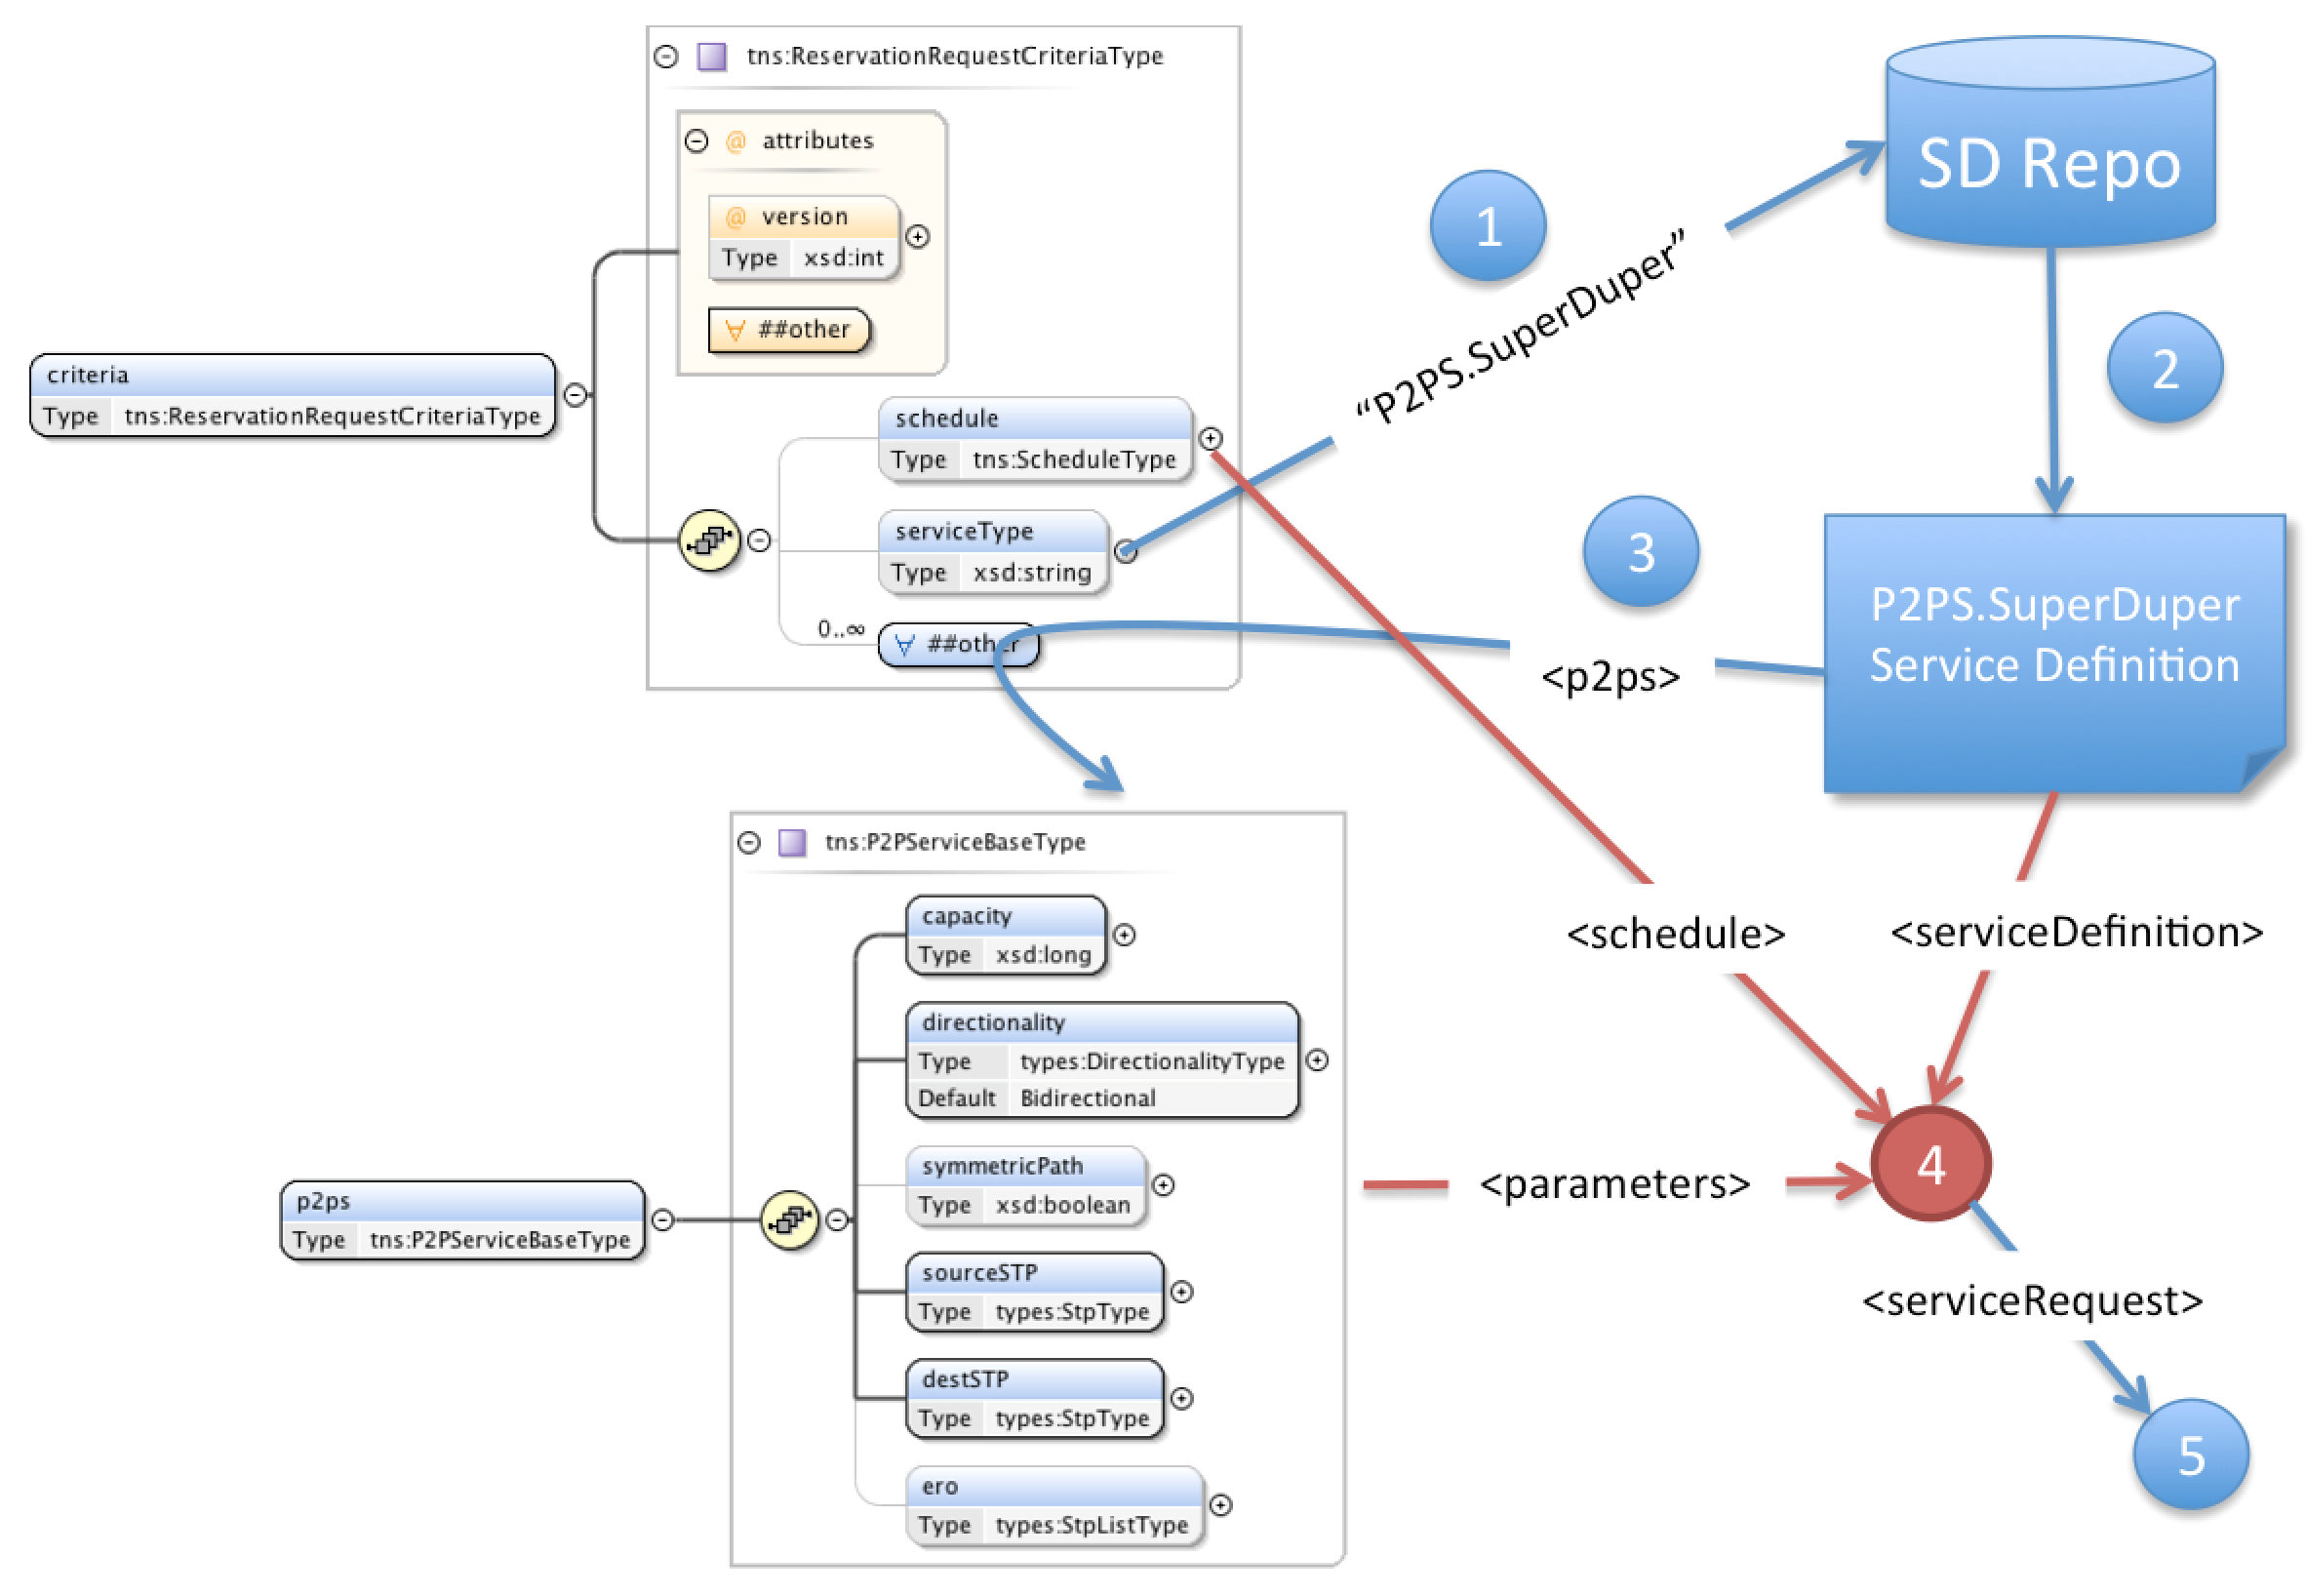 tns:ReservationRequestCriteriaType
@ attributes
@ version
Type xsd:int
##other
criteria
Type tns:ReservationRequestCriteriaType
schedule
Type tns:ScheduleType
serviceType
Type xsd:string
0..∞
##other
1
“P2PS.SuperDuper”
SD Repo
2
3
P2PS.SuperDuper
Service Definition
<p2ps>
tns:P2PServiceBaseType
capacity
Type xsd:long
directionality
Type types:DirectionalityType
Default Bidirectional
symmetricPath
Type xsd:boolean
p2ps
Type tns:P2PServiceBaseType
sourceSTP
Type types:StpType
destSTP
Type types:StpType
ero
Type types:StpListType
<schedule>
<serviceDefinition>
<parameters>
4
<serviceRequest>
5